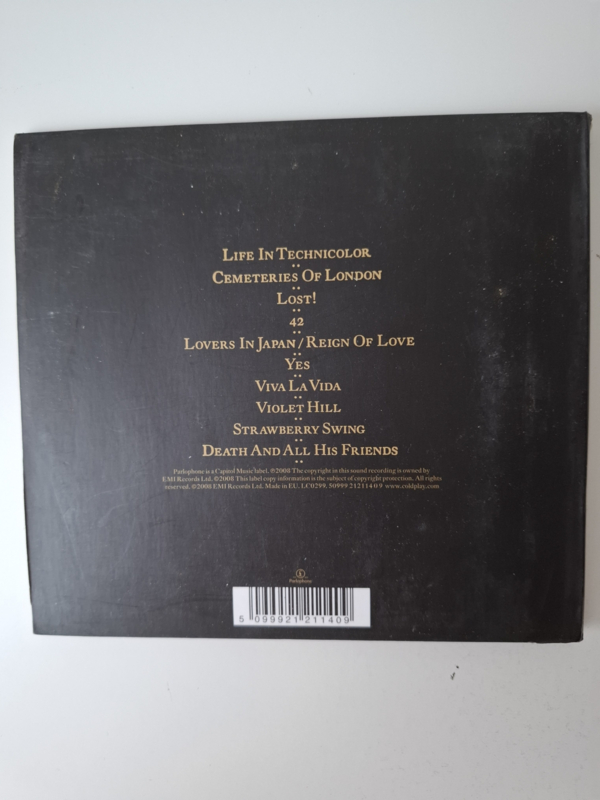 LIFE IN TECHNICOLOR
CEMETERIES OF LONDON
LOST!
42
LOVERS IN JAPAN / REIGN OF LOVE
YES
VIVA LA VIDA
VIOLET HILL
STRAWBERRY SWING
DEATH AND ALL HIS FRIENDS
Parlophone is a Capitol Music label. ℗2008 The copyright in this sound recording is owned by
EMI Records Ltd. ©2008 This label copy information is the subject of copyright protection. All rights
reserved. ©2008 EMI Records Ltd. Made in EU. LC0299. 50999 212114 0 9 www.coldplay.com
Parlophone
5 099921 211409